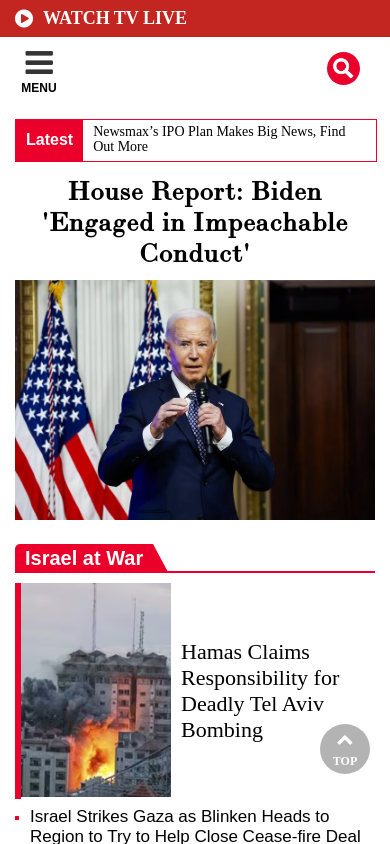 WATCH TV LIVE
MENU
Latest
Newsmax’s IPO Plan Makes Big News, Find
Out More
House Report: Biden
'Engaged in Impeachable
Conduct'
Israel at War
Hamas Claims
Responsibility for
Deadly Tel Aviv
Bombing
TOP
Israel Strikes Gaza as Blinken Heads to
Region to Try to Help Close Cease-fire Deal